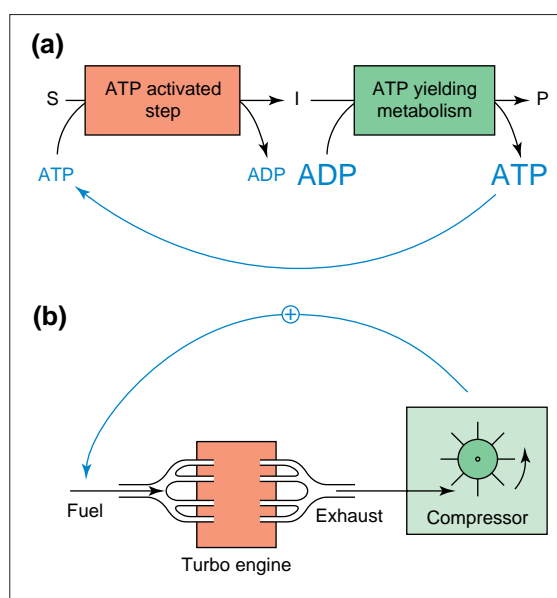 (a)
S
ATP activated
step
I
ATP yielding
metabolism
P
ATP
ADP
ADP
ATP
(b)
+
Fuel
Exhaust
Compressor
Turbo engine